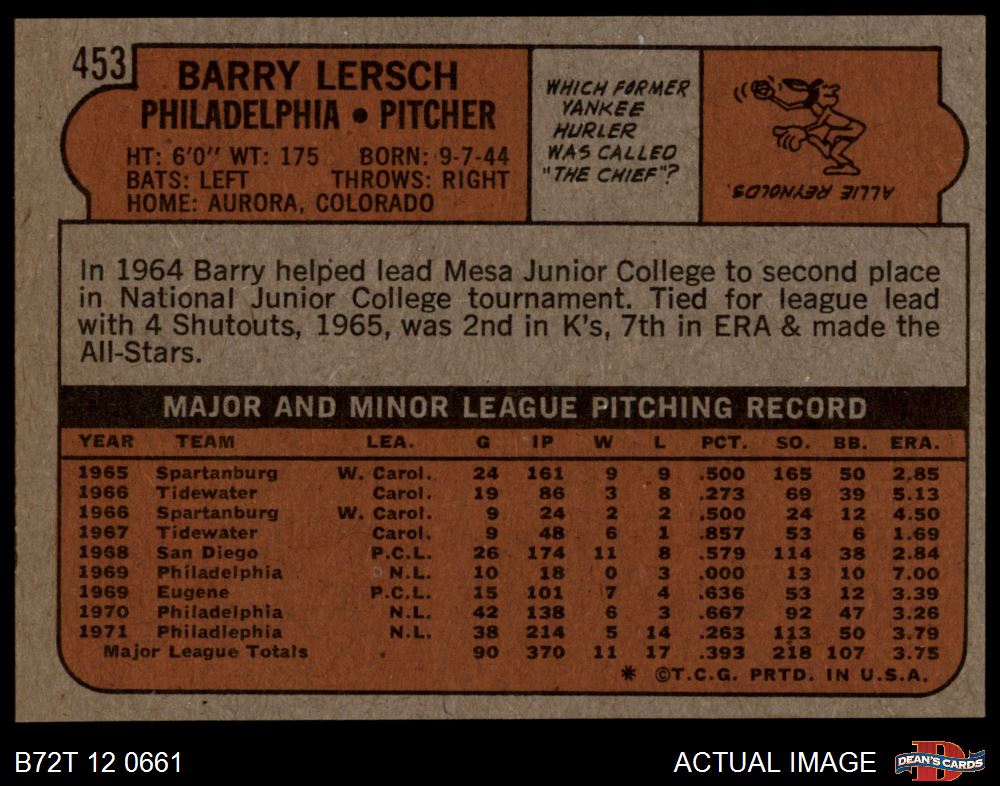 453
BARRY LERSCH
PHILADELPHIA • PITCHER
HT: 6'0" WT: 175 BORN: 9-7-44
BATS: LEFT THROWS: RIGHT
HOME: AURORA, COLORADO
WHICH FORMER
YANKEE
HURLER
WAS CALLED
"THE CHIEF"?
ALLIE REYNOLDS.
In 1964 Barry helped lead Mesa Junior College to second place
in National Junior College tournament. Tied for league lead
with 4 Shutouts, 1965, was 2nd in K's, 7th in ERA & made the
All-Stars.
MAJOR AND MINOR LEAGUE PITCHING RECORD
YEAR TEAM LEA. G IP W L PCT. SO. BB. ERA.
1965 Spartanburg W. Carol. 24 161 9 9 .500 165 50 2.85
1966 Tidewater Carol. 19 86 3 8 .273 69 39 5.13
1966 Spartanburg W. Carol. 9 24 2 2 .500 24 12 4.50
1967 Tidewater Carol. 9 48 6 1 .857 53 6 1.69
1968 San Diego P.C.L. 26 174 11 8 .579 114 38 2.84
1969 Philadelphia N.L. 10 18 0 3 .000 13 10 7.00
1969 Eugene P.C.L. 15 101 7 4 .636 53 12 3.39
1970 Philadelphia N.L. 42 138 6 3 .667 92 47 3.26
1971 Philadlephia N.L. 38 214 5 14 .263 113 50 3.79
Major League Totals 90 370 11 17 .393 218 107 3.75
* ©T.C.G. PRTD. IN U.S.A.
B72T 12 0661
ACTUAL IMAGE
DEAN'S CARDS